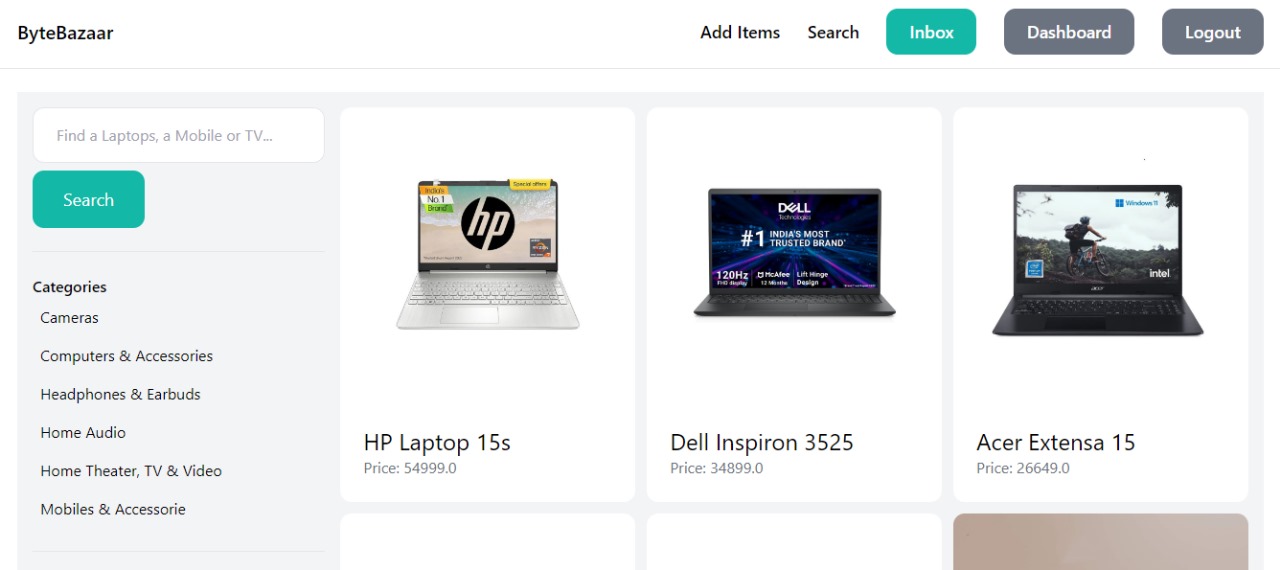 ByteBazaar
Add Items
Search
Inbox
Dashboard
Logout
Find a Laptops, a Mobile or TV...
Search
Categories
Cameras
Computers & Accessories
Headphones & Earbuds
Home Audio
Home Theater, TV & Video
Mobiles & Accessorie
India's
No.1
Brand
Special offers
hp
RYZEN
HP Laptop 15s
Price: 54999.0
DELL
Technologies
#1 INDIA'S MOST
TRUSTED BRAND*
120Hz
FHD display
McAfee
12 Months
Lift Hinge
Design
Dell Inspiron 3525
Price: 34899.0
Windows 11
intel
intel.
acer
Acer Extensa 15
Price: 26649.0